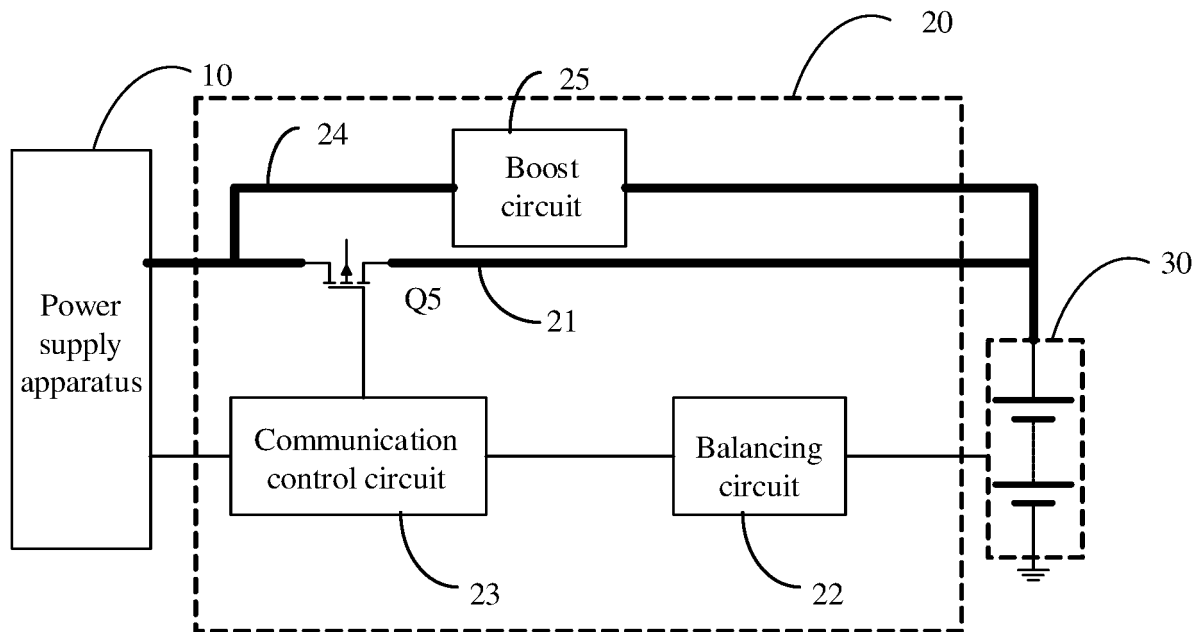 20
10
25
24
Boost
circuit
30
Q5
21
Power
supply
apparatus
Communication
control circuit
Balancing
circuit
23
22